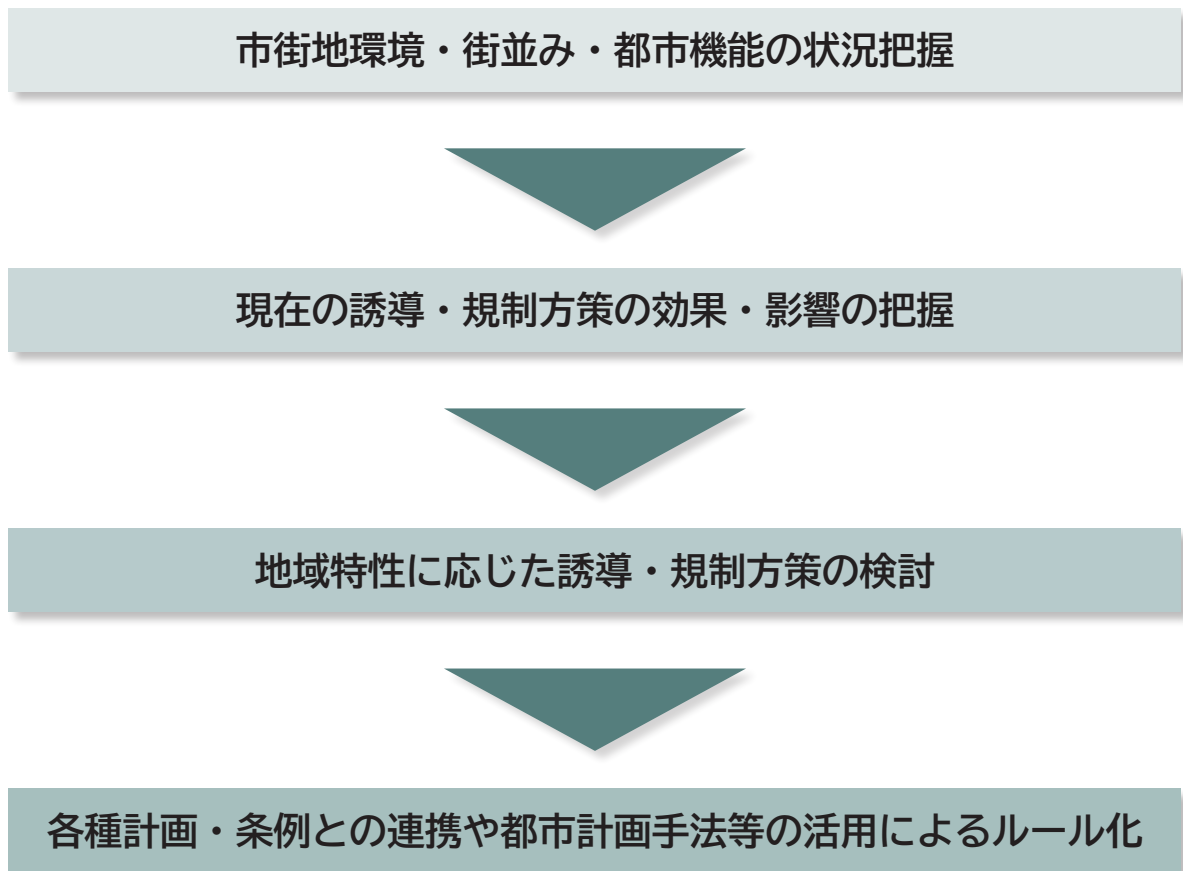 市街地環境・街並み・都市機能の状況把握
現在の誘導・規制方策の効果・影響の把握
地域特性に応じた誘導・規制方策の検討
各種計画・条例との連携や都市計画手法等の活用によるルール化